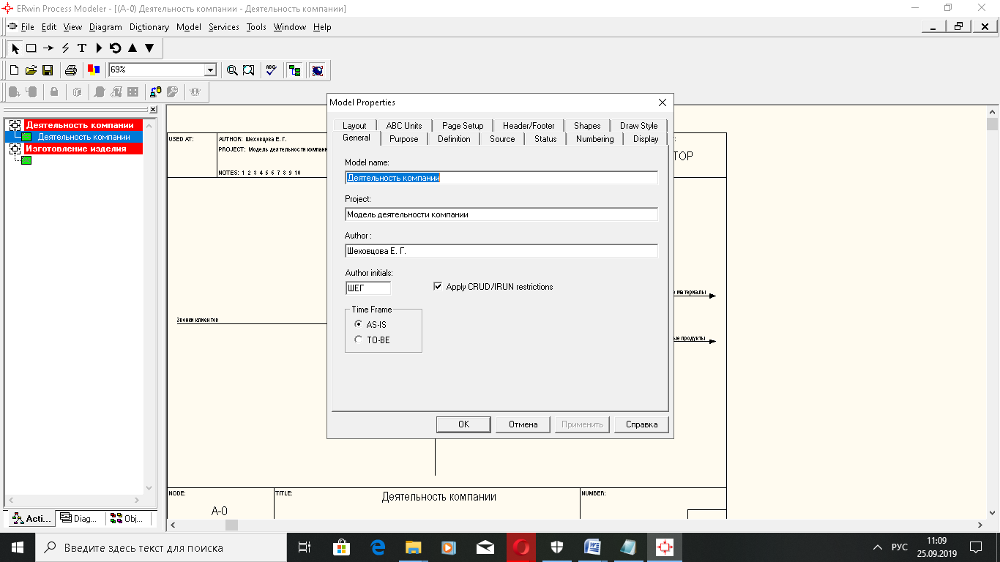 ERwin Process Modeler - [(A-0) Деятельность компании - Деятельность компании]
File Edit View Diagram Dictionary Model Services Tools Window Help
69%
ABC
Деятельность компании
Деятельность компании
Изготовление изделия
Acti... Diag... Obj...
USED AT:
AUTHOR: Шеховцова Е. Г.
PROJECT: Модель деятельности компани
NOTES: 1 2 3 4 5 6 7 8 9 10
ТОР
Звонки клиентов
е материалы
ые продукты
NODE:
A-0
TITLE:
Деятельность компании
NUMBER:
Model Properties
Layout ABC Units Page Setup Header/Footer Shapes Draw Style
General Purpose Definition Source Status Numbering Display
Model name:
Деятельность компании
Project:
Модель деятельности компании
Author :
Шеховцова Е. Г.
Author initials:
ШЕГ
Apply CRUD/IRUN restrictions
Time Frame
AS-IS
TO-BE
OK Отмена Применить Справка
Введите здесь текст для поиска
РУС
11:09
25.09.2019